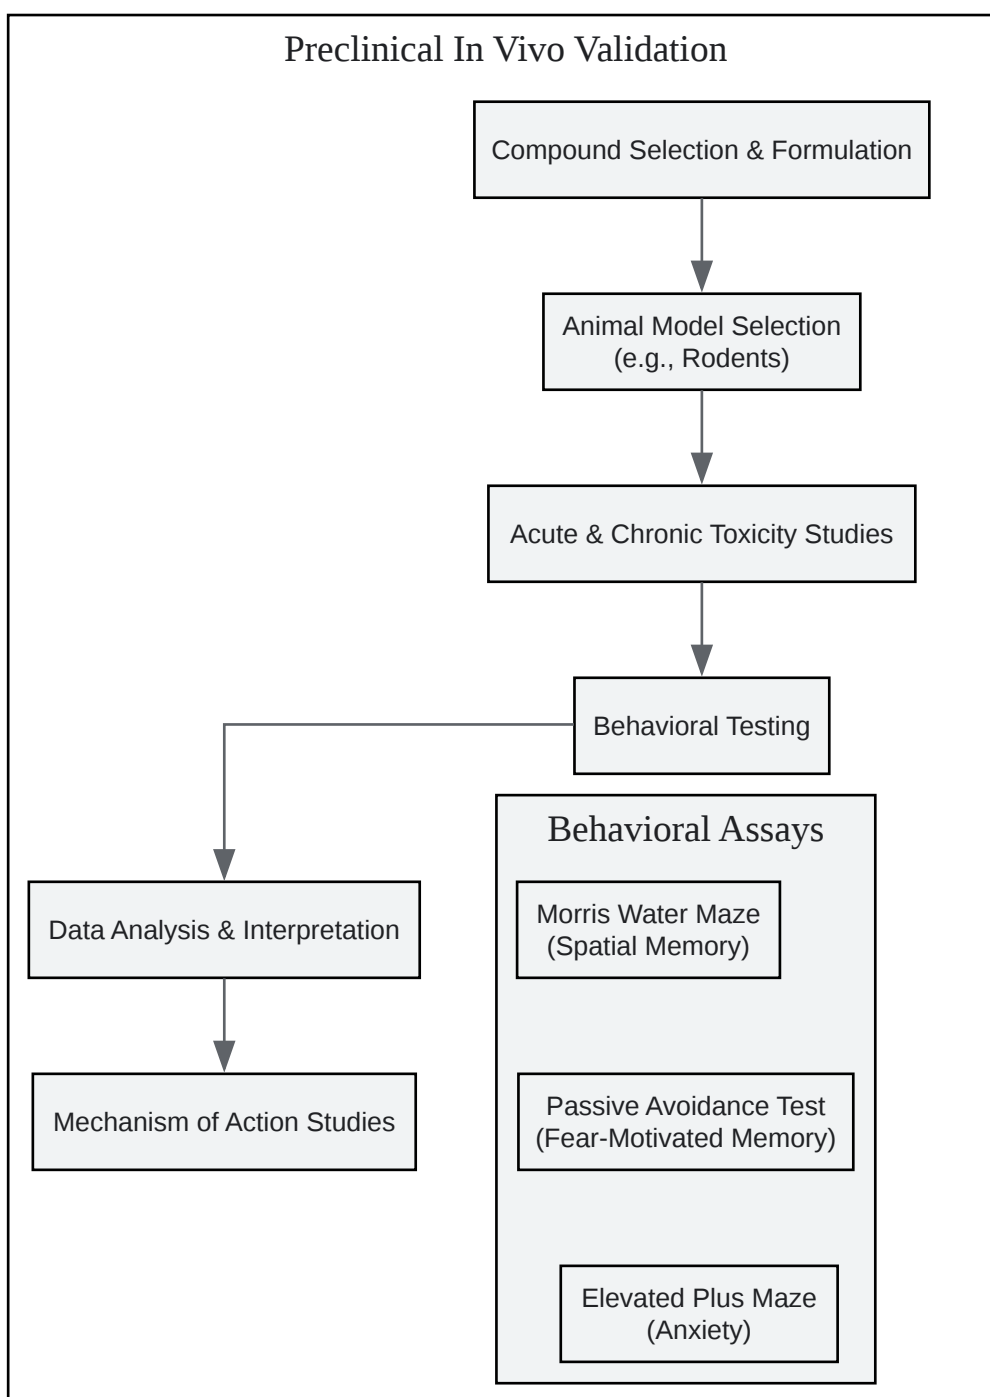 Preclinical In Vivo Validation
Compound Selection & Formulation
Animal Model Selection
(e.g., Rodents)
Acute & Chronic Toxicity Studies
Behavioral Testing
Behavioral Assays
Data Analysis & Interpretation
Morris Water Maze
(Spatial Memory)
Mechanism of Action Studies
Passive Avoidance Test
(Fear-Motivated Memory)
Elevated Plus Maze
(Anxiety)